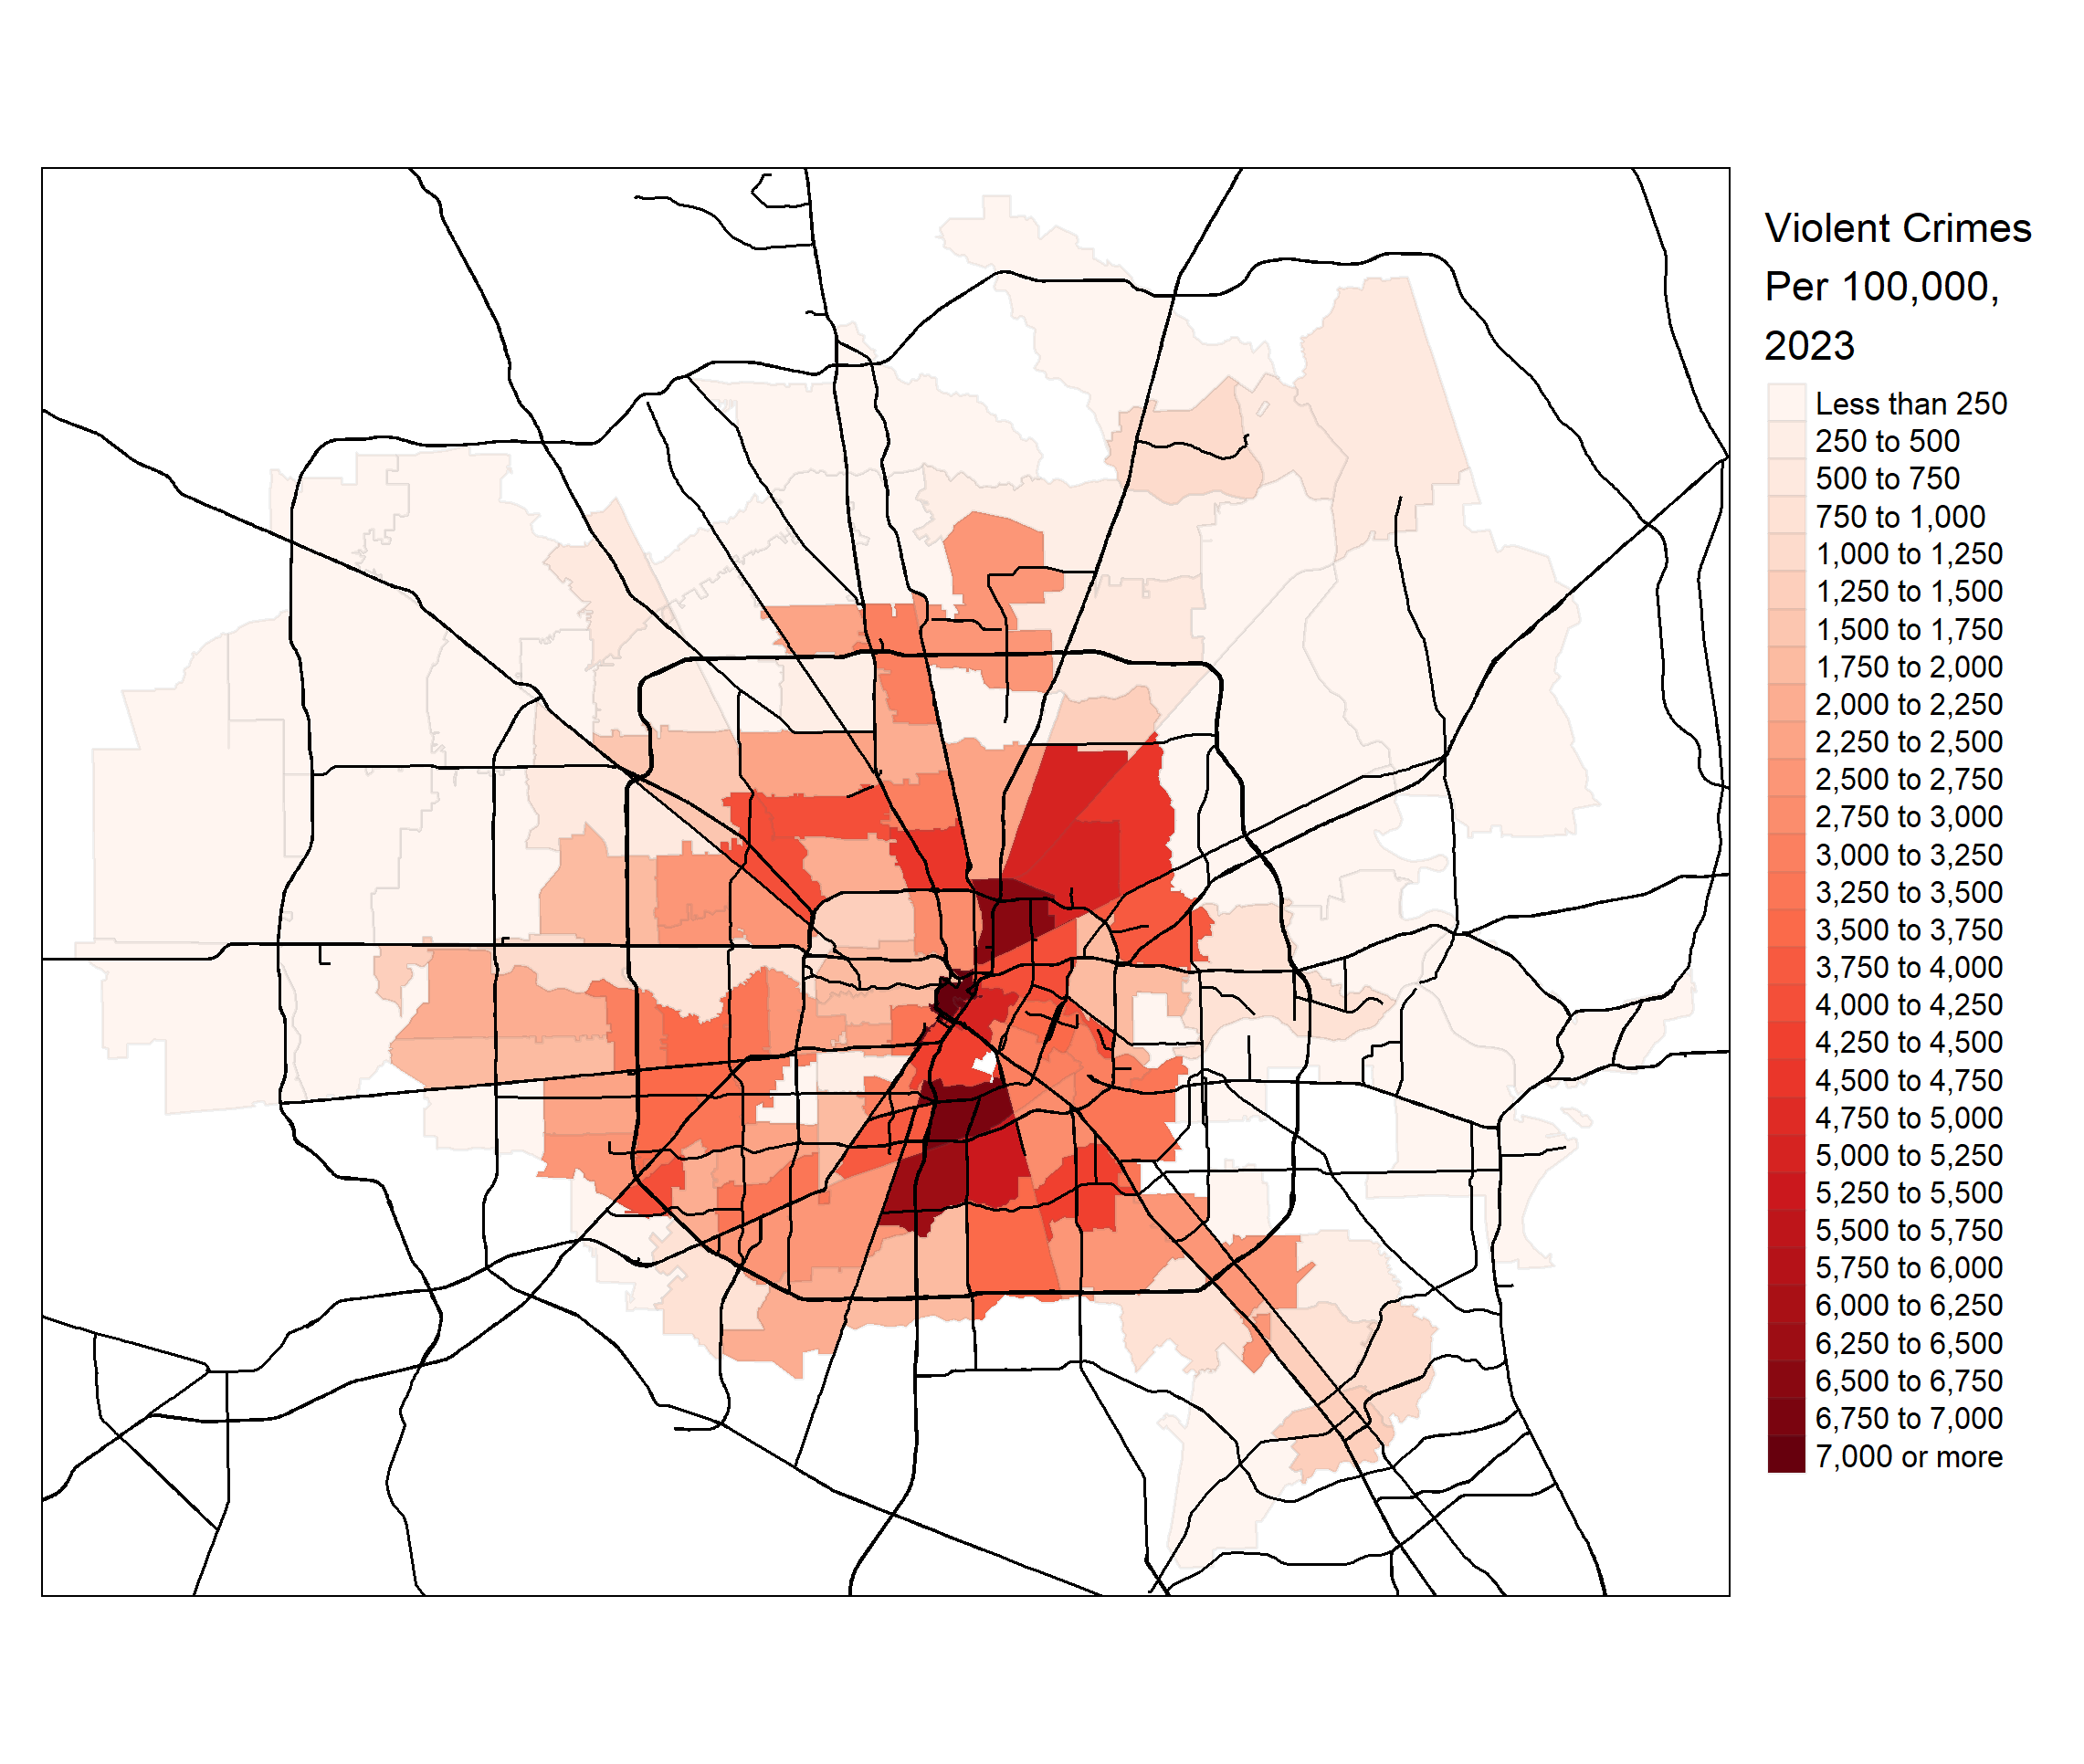 Violent Crimes
Per 100,000,
2023
Less than 250
250 to 500
500 to 750
750 to 1,000
1,000 to 1,250
1,250 to 1,500
1,500 to 1,750
1,750 to 2,000
2,000 to 2,250
2,250 to 2,500
2,500 to 2,750
2,750 to 3,000
3,000 to 3,250
3,250 to 3,500
3,500 to 3,750
3,750 to 4,000
4,000 to 4,250
4,250 to 4,500
4,500 to 4,750
4,750 to 5,000
5,000 to 5,250
5,250 to 5,500
5,500 to 5,750
5,750 to 6,000
6,000 to 6,250
6,250 to 6,500
6,500 to 6,750
6,750 to 7,000
7,000 or more